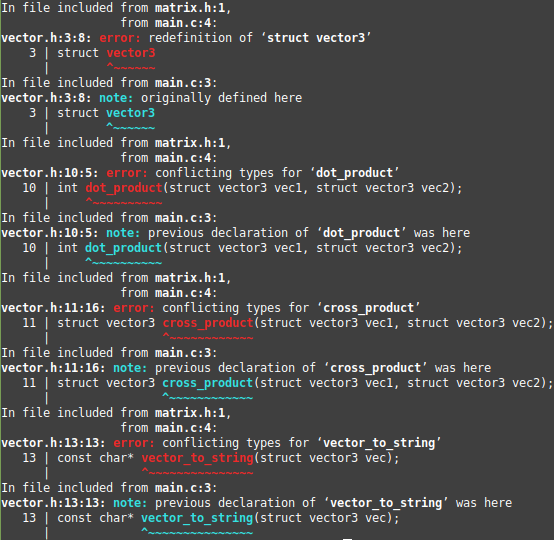 In file included from matrix.h:1,
                 from main.c:4:
vector.h:3:8: error: redefinition of ‘struct vector3’
    3 | struct vector3
      |        ^~~~~~~
In file included from main.c:3:
vector.h:3:8: note: originally defined here
    3 | struct vector3
      |        ^~~~~~~
In file included from matrix.h:1,
                 from main.c:4:
vector.h:10:5: error: conflicting types for ‘dot_product’
   10 | int dot_product(struct vector3 vec1, struct vector3 vec2);
      |     ^~~~~~~~~~~
In file included from main.c:3:
vector.h:10:5: note: previous declaration of ‘dot_product’ was here
   10 | int dot_product(struct vector3 vec1, struct vector3 vec2);
      |     ^~~~~~~~~~~
In file included from matrix.h:1,
                 from main.c:4:
vector.h:11:16: error: conflicting types for ‘cross_product’
   11 | struct vector3 cross_product(struct vector3 vec1, struct vector3 vec2);
      |                ^~~~~~~~~~~~~
In file included from main.c:3:
vector.h:11:16: note: previous declaration of ‘cross_product’ was here
   11 | struct vector3 cross_product(struct vector3 vec1, struct vector3 vec2);
      |                ^~~~~~~~~~~~~
In file included from matrix.h:1,
                 from main.c:4:
vector.h:13:13: error: conflicting types for ‘vector_to_string’
   13 | const char* vector_to_string(struct vector3 vec);
      |             ^~~~~~~~~~~~~~~~
In file included from main.c:3:
vector.h:13:13: note: previous declaration of ‘vector_to_string’ was here
   13 | const char* vector_to_string(struct vector3 vec);
      |             ^~~~~~~~~~~~~~~~